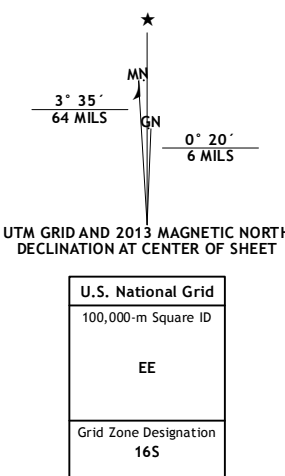 ★
MN
3° 35´
64 MILS
GN
0° 20´
6 MILS
UTM GRID AND 2013 MAGNETIC NORTH
DECLINATION AT CENTER OF SHEET
U.S. National Grid
100,000-m Square ID
EE
Grid Zone Designation
16S